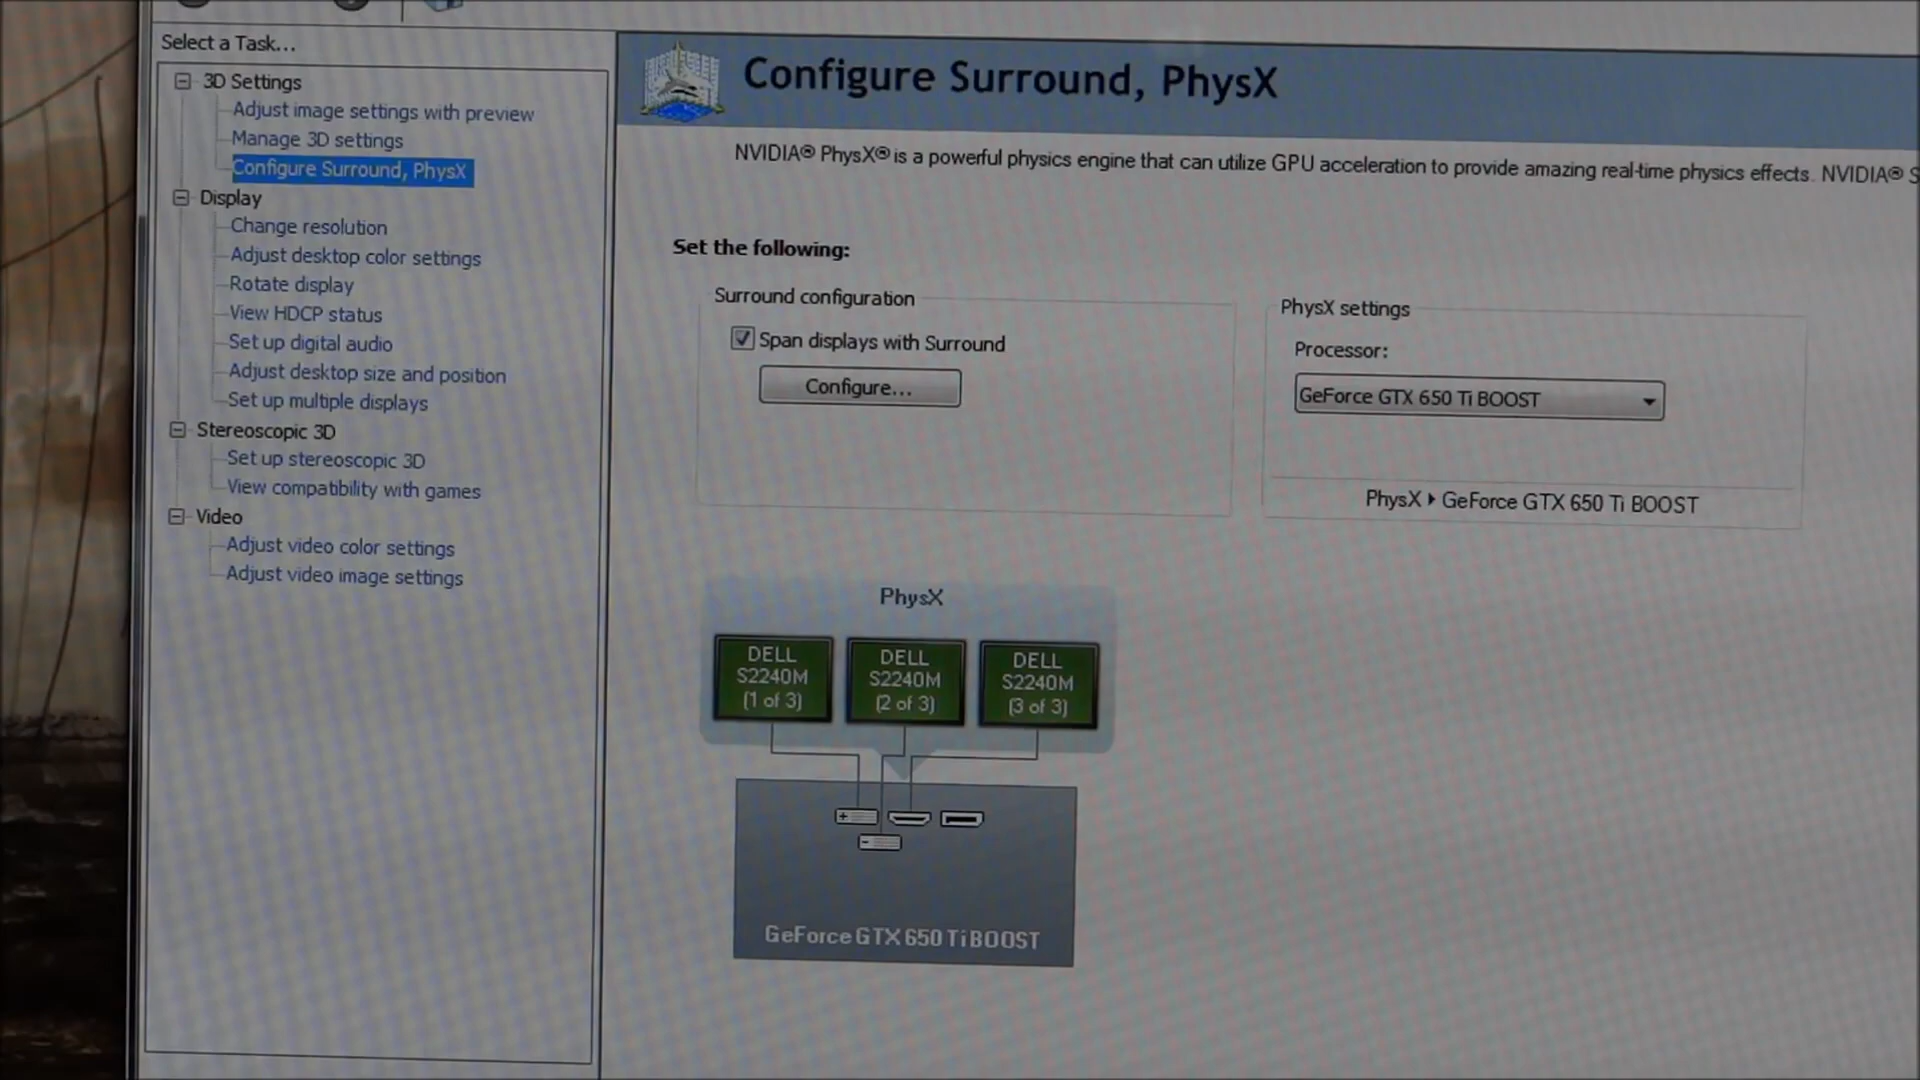 Select a Task...
3D Settings
Adjust image settings with preview
Manage 3D settings
Configure Surround, PhysX
Display
Change resolution
Adjust desktop color settings
Rotate display
View HDCP status
Set up digital audio
Adjust desktop size and position
Set up multiple displays
Stereoscopic 3D
Set up stereoscopic 3D
View compatibility with games
Video
Adjust video color settings
Adjust video image settings
Configure Surround, PhysX
NVIDIA® PhysX® is a powerful physics engine that can utilize GPU acceleration to provide amazing real-time physics effects. NVIDIA® S
Set the following:
Surround configuration
Span displays with Surround
Configure...
PhysX settings
Processor:
GeForce GTX 650 Ti BOOST
PhysX ▸ GeForce GTX 650 Ti BOOST
PhysX
DELL
S2240M
(1 of 3)
DELL
S2240M
(2 of 3)
DELL
S2240M
(3 of 3)
GeForce GTX 650 Ti BOOST